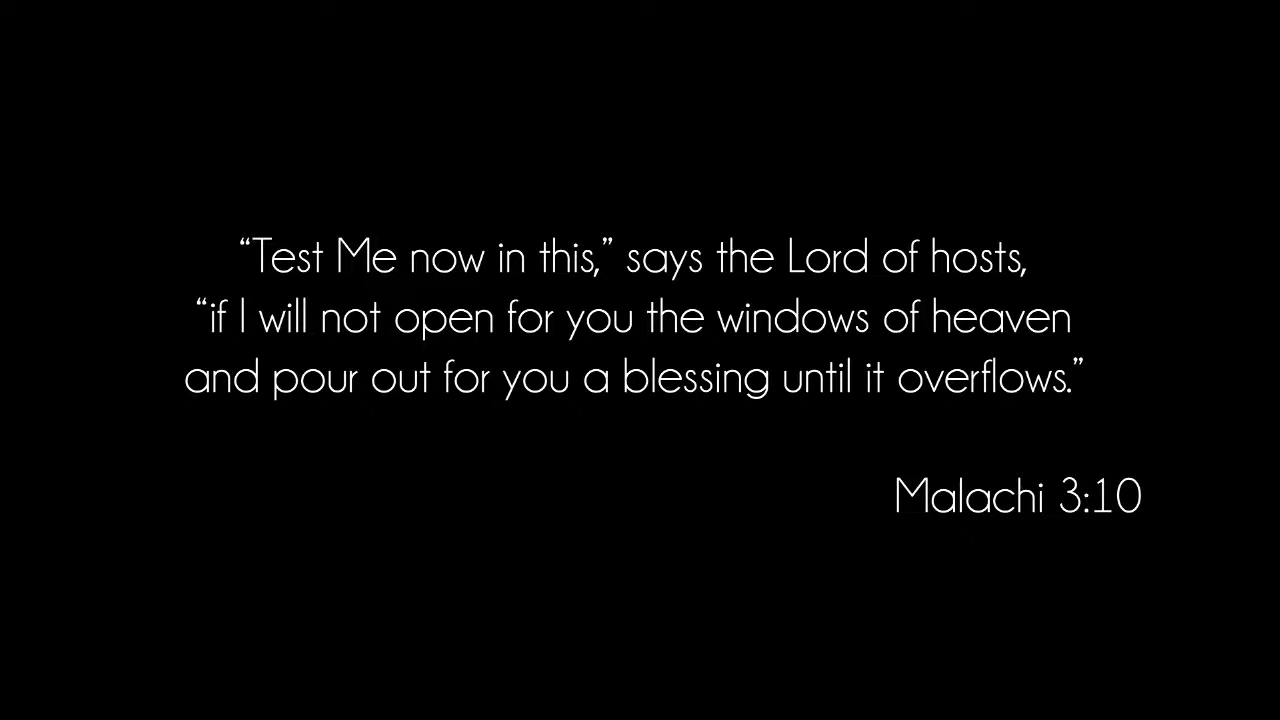 “Test Me now in this,” says the Lord of hosts,
“if I will not open for you the windows of heaven
and pour out for you a blessing until it overflows.”
Malachi 3:10